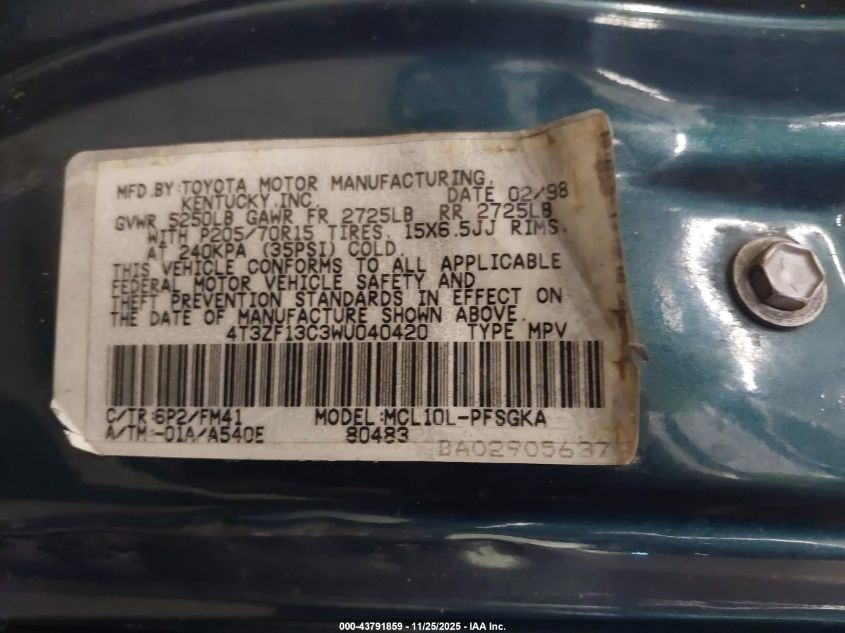 MFD.BY:TOYOTA MOTOR MANUFACTURING,
KENTUCKY,INC. DATE 02/98
GVWR 5250LB GAWR FR 2725LB RR 2725LB
WITH P205/70R15 TIRES, 15X6.5JJ RIMS,
AT 240KPA (35PSI) COLD
THIS VEHICLE CONFORMS TO ALL APPLICABLE
FEDERAL MOTOR VEHICLE SAFETY AND
THEFT PREVENTION STANDARDS IN EFFECT ON
THE DATE OF MANUFACTURE SHOWN ABOVE.
4T3ZF13C3WU040420 TYPE MPV
C/TR:6P2/FM41 MODEL:MCL10L-PFSGKA
A/TM:-01A/A540E 80483
BA02905637
000-43791859 - 11/25/2025 - IAA Inc.